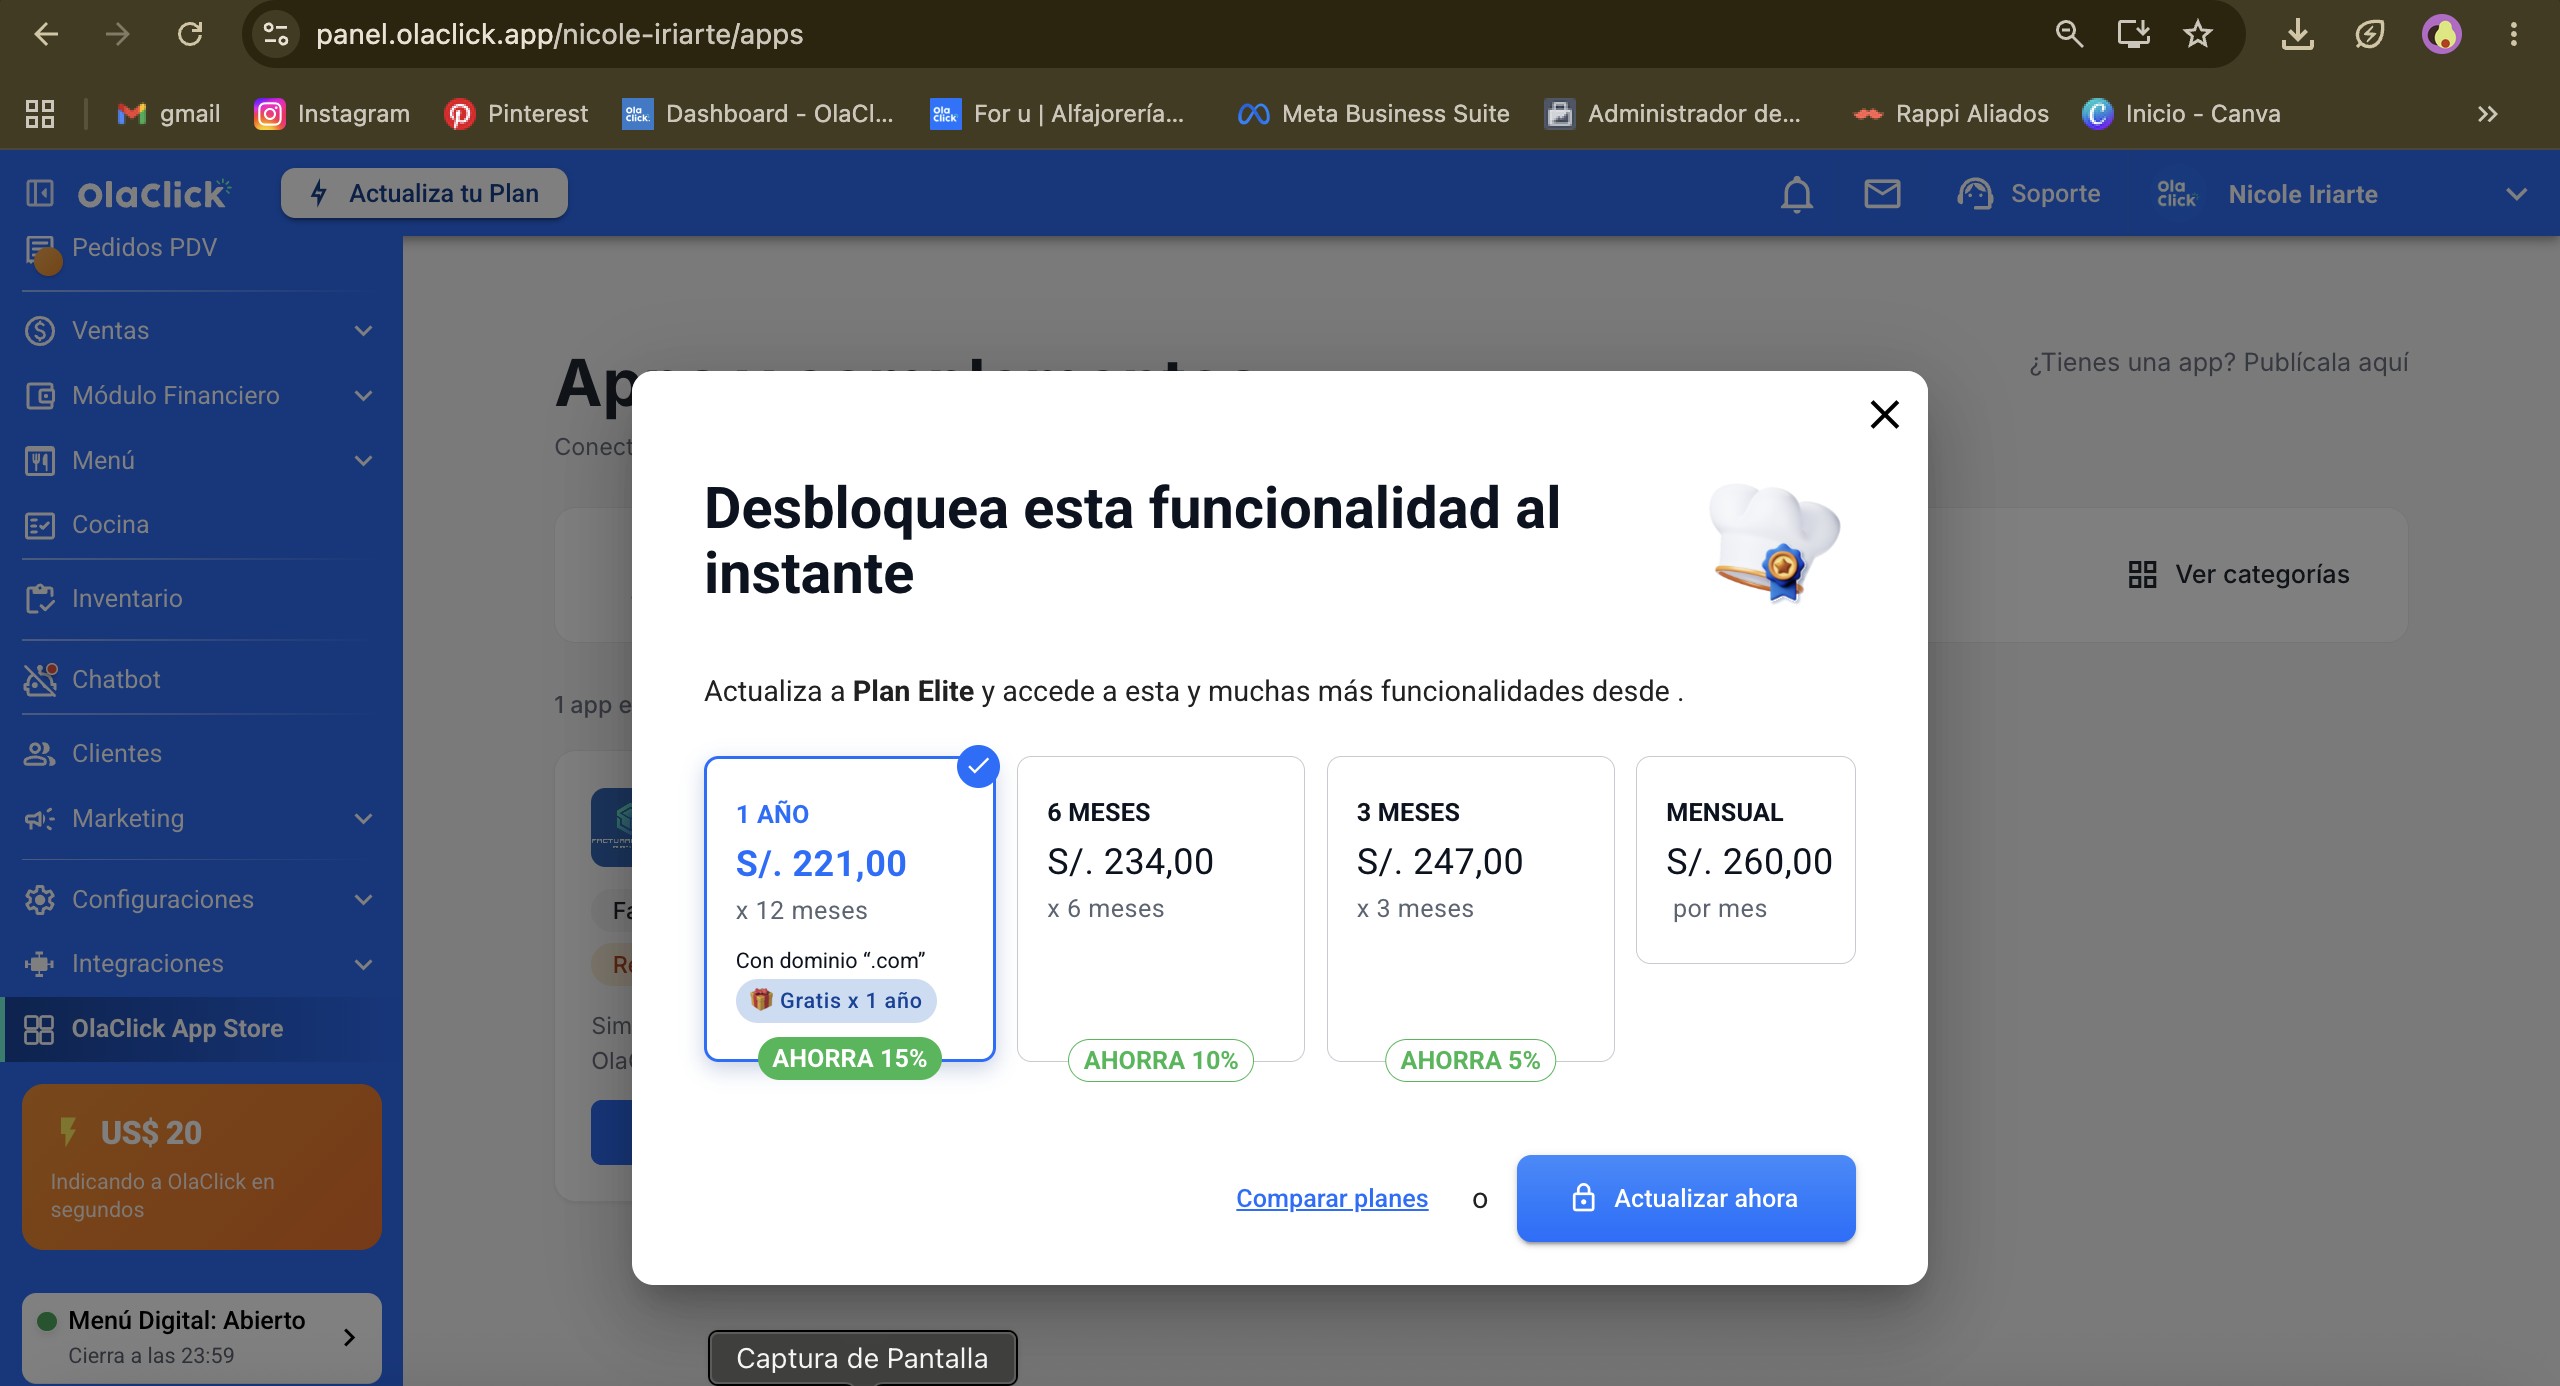 panel.olaclick.app/nicole-iriarte/apps
gmail
Instagram
Pinterest
Dashboard - OlaCl...
For u | Alfajorería...
Meta Business Suite
Administrador de...
Rappi Aliados
Inicio - Canva
olaclick
Actualiza tu Plan
Soporte
Ola Click
Nicole Iriarte
Pedidos PDV
Ventas
Módulo Financiero
Menú
Cocina
Inventario
Chatbot
Clientes
Marketing
Configuraciones
Integraciones
OlaClick App Store
US$ 20
Indicando a OlaClick en
segundos
Menú Digital: Abierto
Cierra a las 23:59
¿Tienes una app? Publícala aquí
Conect
Ver categorías
1 app e
Desbloquea esta funcionalidad al
instante
Actualiza a Plan Elite y accede a esta y muchas más funcionalidades desde .
1 AÑO
S/. 221,00
x 12 meses
Con dominio “.com”
Gratis x 1 año
AHORRA 15%
6 MESES
S/. 234,00
x 6 meses
AHORRA 10%
3 MESES
S/. 247,00
x 3 meses
AHORRA 5%
MENSUAL
S/. 260,00
por mes
Comparar planes
o
Actualizar ahora
Captura de Pantalla